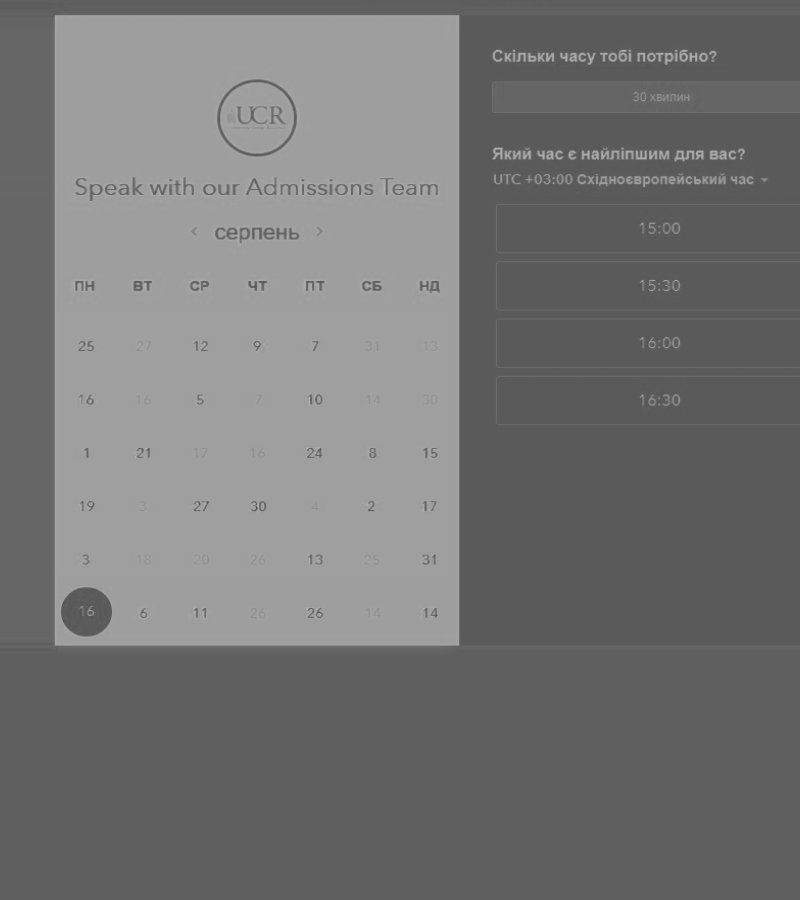 Скільки часу тобі потрібно?
30 хвилин
UCR
Який час є найліпшим для вас?
UTC +03:00 Східноєвропейський час
Speak with our Admissions Team
серпень
15:00
15:30
16:00
16:30
ПН ВТ СР ЧТ ПТ СБ НД
25 27 12 9 7 31 13
16 16 5 7 10 14 30
1 21 17 16 24 8 15
19 3 27 30 4 2 17
3 18 20 26 13 25 31
16 6 11 26 26 14 14